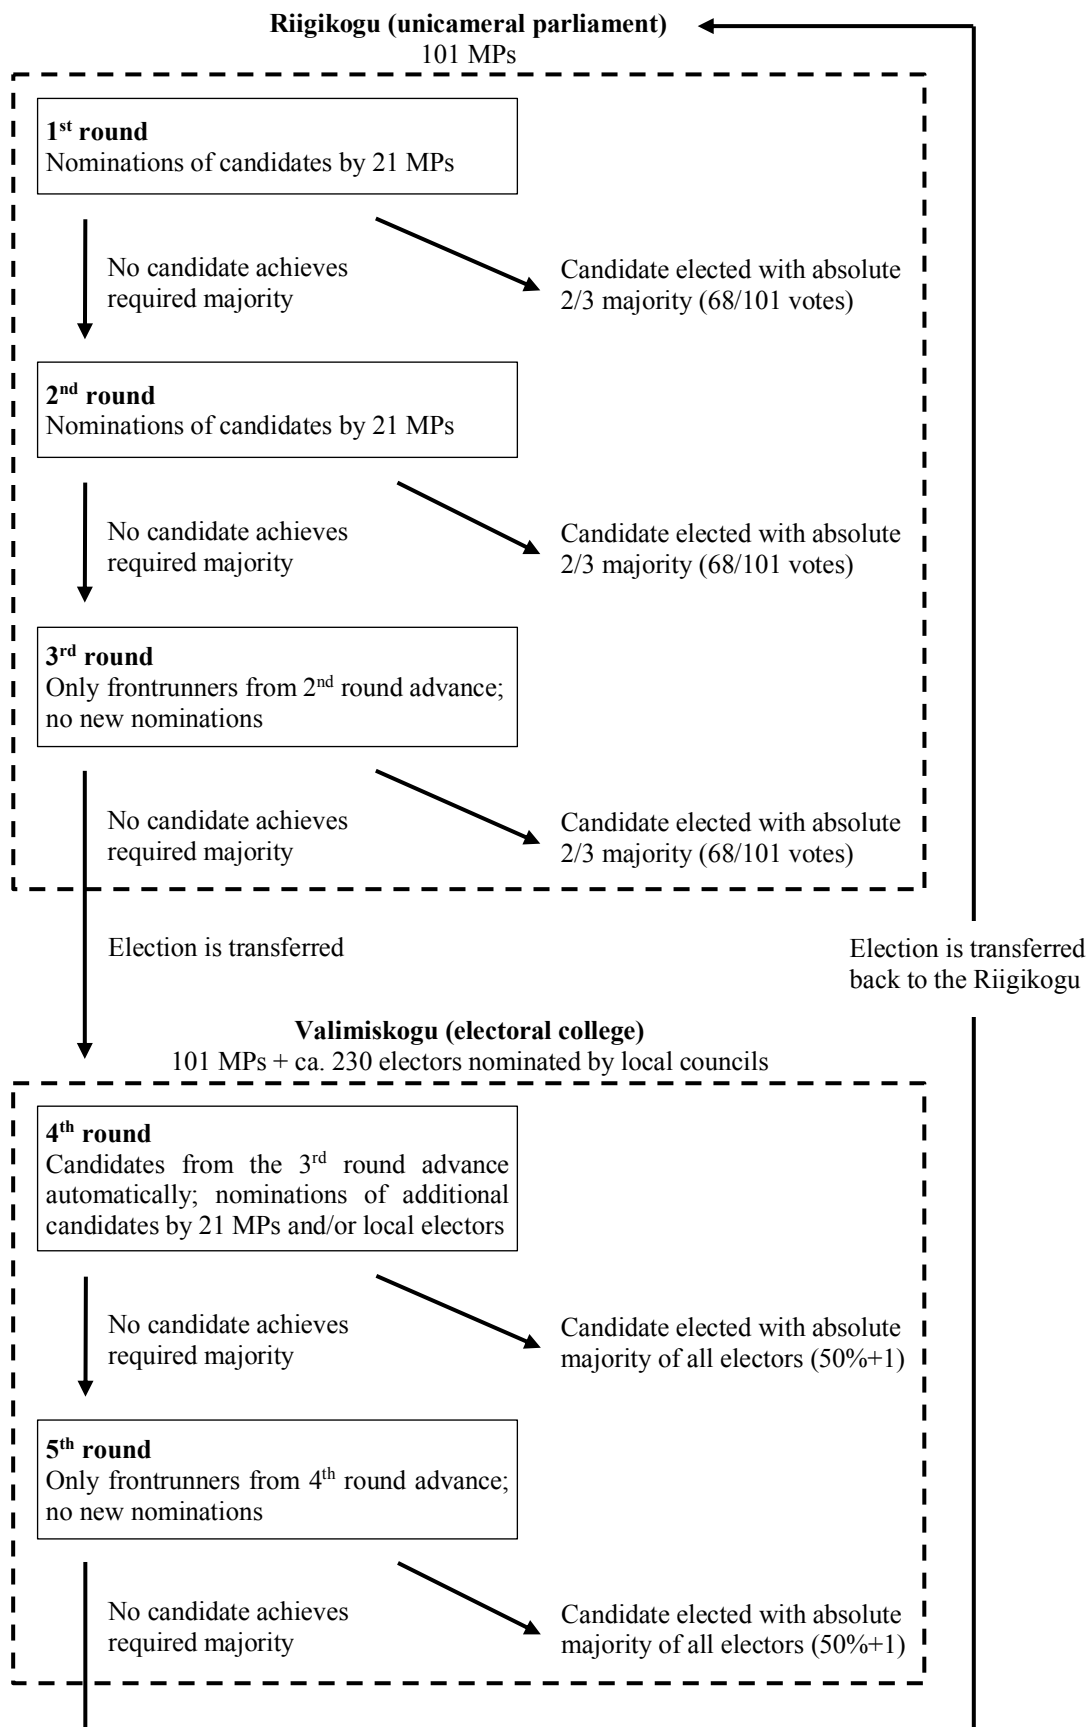 Riigikogu (unicameral parliament)
101 MPs
1st round
Nominations of candidates by 21 MPs
No candidate achieves
required majority
Candidate elected with absolute
2/3 majority (68/101 votes)
2nd round
Nominations of candidates by 21 MPs
No candidate achieves
required majority
Candidate elected with absolute
2/3 majority (68/101 votes)
3rd round
Only frontrunners from 2nd round advance;
no new nominations
No candidate achieves
required majority
Candidate elected with absolute
2/3 majority (68/101 votes)
Election is transferred
Election is transferred
back to the Riigikogu
Valimiskogu (electoral college)
101 MPs + ca. 230 electors nominated by local councils
4th round
Candidates from the 3rd round advance
automatically; nominations of additional
candidates by 21 MPs and/or local electors
No candidate achieves
required majority
Candidate elected with absolute
majority of all electors (50%+1)
5th round
Only frontrunners from 4th round advance;
no new nominations
No candidate achieves
required majority
Candidate elected with absolute
majority of all electors (50%+1)